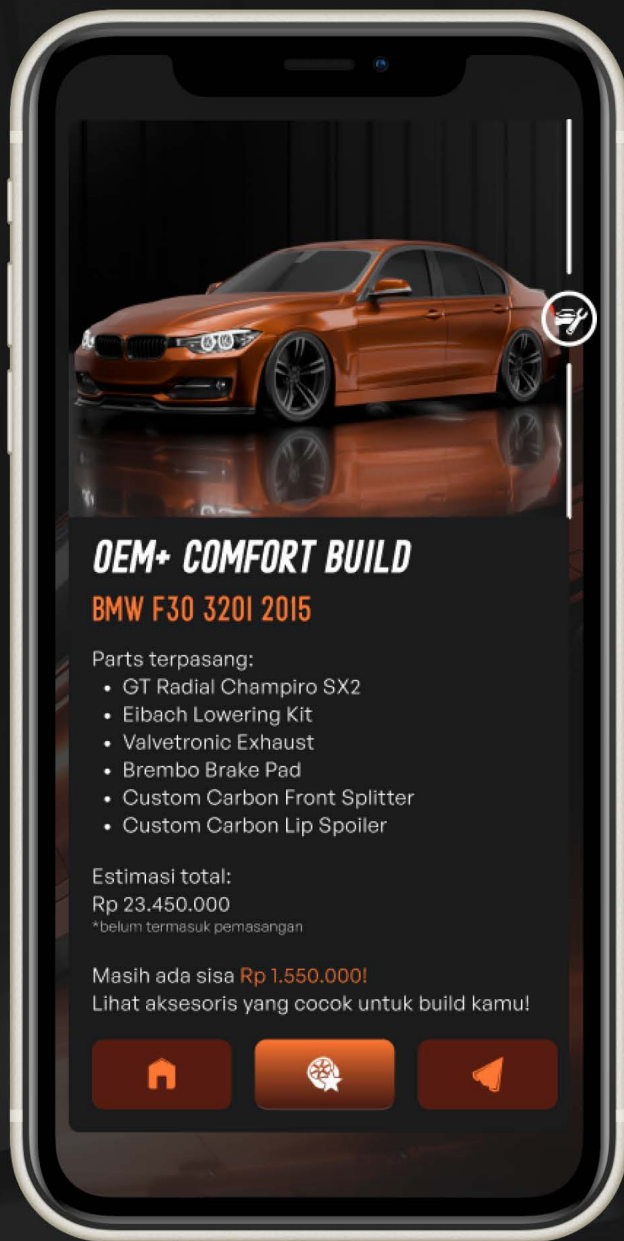 OEM+ COMFORT BUILD
BMW F30 320I 2015
Parts terpasang:
• GT Radial Champiro SX2
• Eibach Lowering Kit
• Valvetronic Exhaust
• Brembo Brake Pad
• Custom Carbon Front Splitter
• Custom Carbon Lip Spoiler
Estimasi total:
Rp 23.450.000
*belum termasuk pemasangan
Masih ada sisa Rp 1.550.000!
Lihat aksesoris yang cocok untuk build kamu!